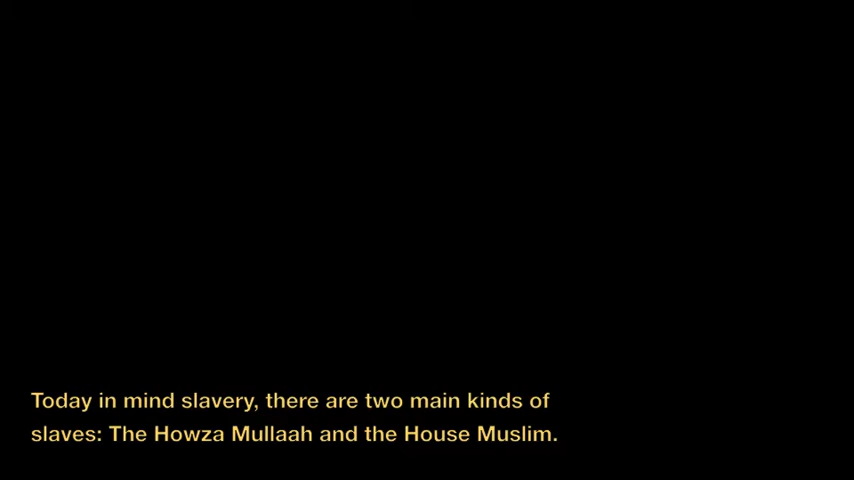 Today in mind slavery, there are two main kinds of
slaves: The Howza Mullaah and the House Muslim.